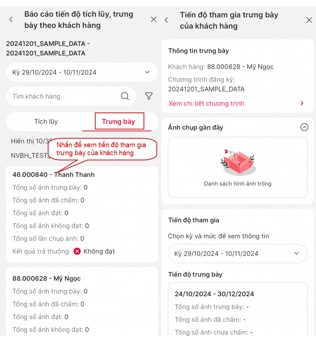 Báo cáo tiến độ tích lũy, trưng
bày theo khách hàng
20241201_SAMPLE_DATA -
20241201_SAMPLE_DATA
Kỳ 29/10/2024 - 10/11/2024
Tìm khách hàng
Tích lũy
Trưng bày
Hiển thị 10/3
NVBH_TEST
Nhấn để xem tiến độ tham gia
trưng bày của khách hàng
46.000840 - Thanh Thanh
Tổng số ảnh trưng bày: 0
Tổng số ảnh đã chấm: 0
Tổng số ảnh đạt: 0
Tổng số ảnh không đạt: 0
Tổng số lần chụp ảnh: 0
Kết quả trả thưởng: Không đạt
88.000628 - Mỹ Ngọc
Tổng số ảnh trưng bày: 0
Tổng số ảnh đã chấm: 0
Tổng số ảnh đạt: 0
Tổng số ảnh không đạt: 0
Tiến độ tham gia trưng bày
của khách hàng
Thông tin trưng bày
Khách hàng: 88.000628 - Mỹ Ngọc
Chương trình đăng ký:
20241201_SAMPLE_DATA
Xem chi tiết chương trình
Ảnh chụp gần đây
Danh sách hình ảnh trống
Tiến độ tham gia
Chọn kỳ và mức để xem thông tin
Kỳ 29/10/2024 - 10/11/2024
Tiến độ trưng bày
24/10/2024 - 30/12/2024
Tổng số ảnh trưng bày: -
Tổng số ảnh đã chấm: -
Tổng số ảnh chưa chấm: -